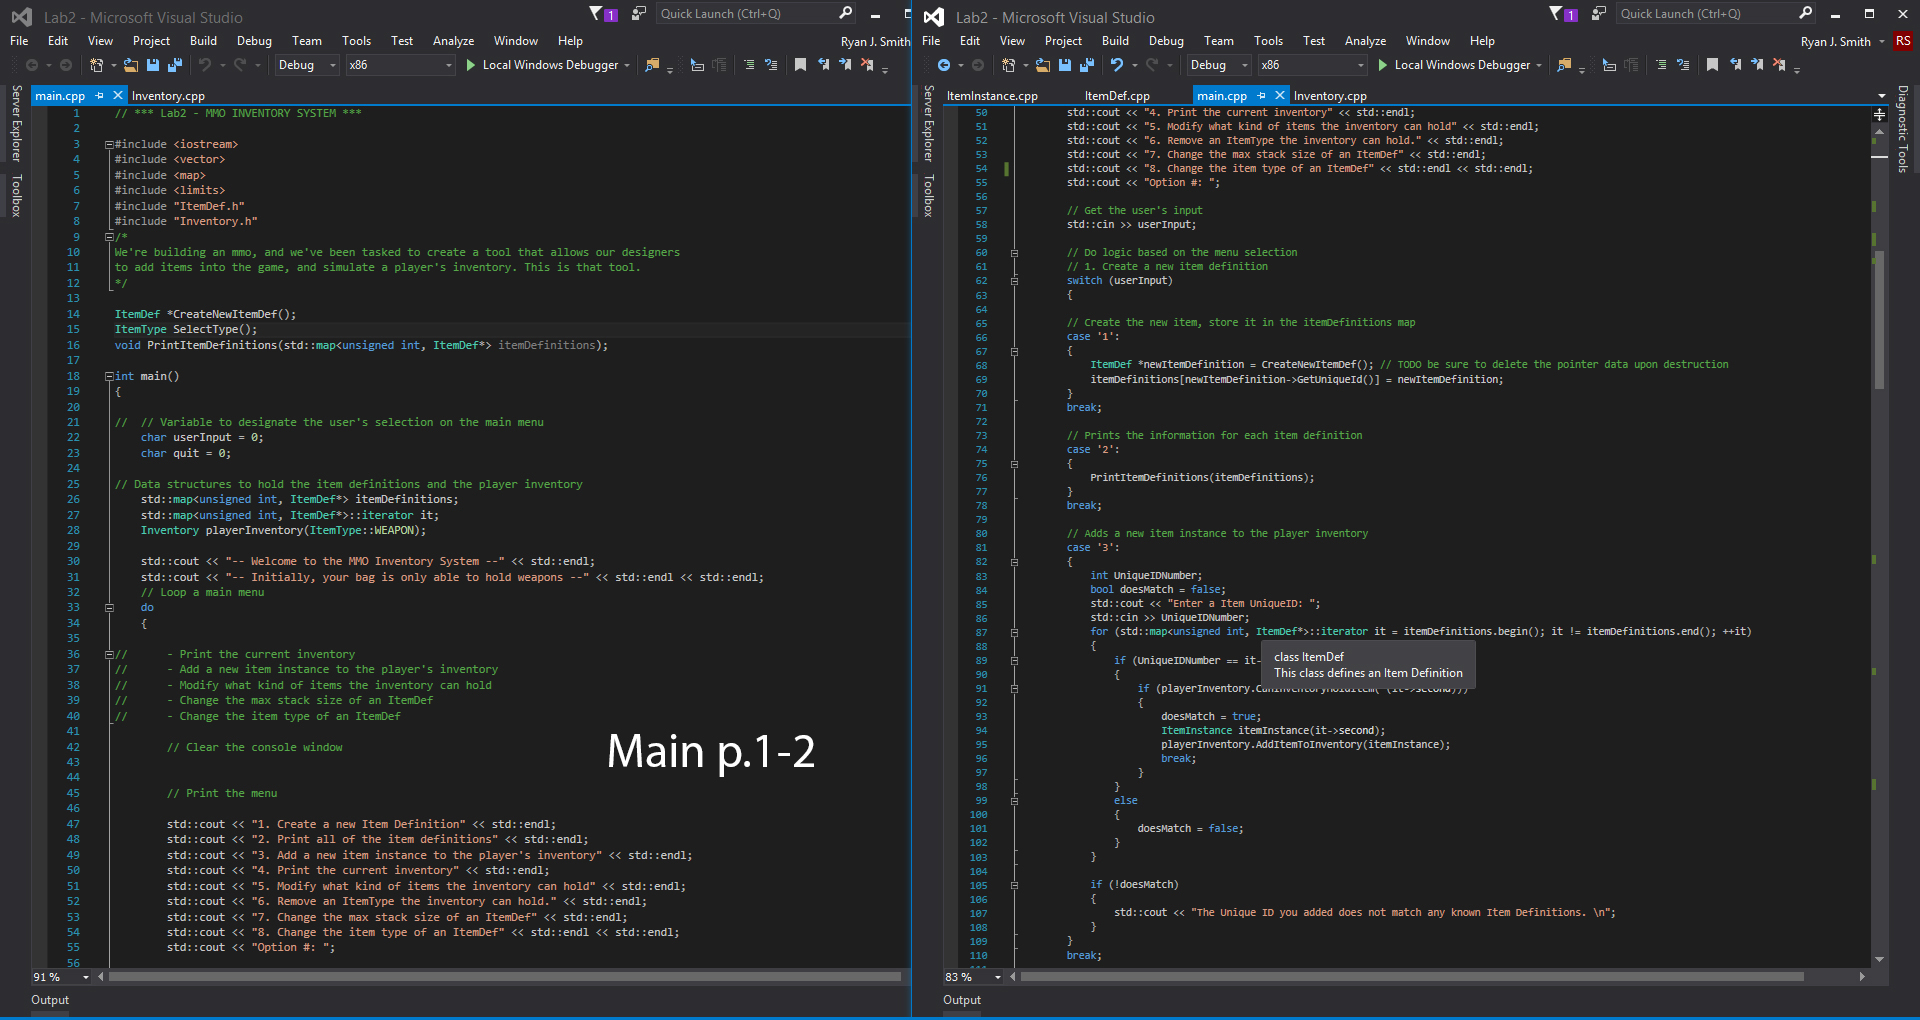 Lab2 - Microsoft Visual Studio
1
Quick Launch (Ctrl+Q)
File Edit View Project Build Debug Team Tools Test Analyze Window Help
Ryan J. Smith
Debug x86 Local Windows Debugger
Server Explorer
Toolbox
main.cpp Inventory.cpp
1 // *** Lab2 - MMO INVENTORY SYSTEM ***
2
3 #include <iostream>
4 #include <vector>
5 #include <map>
6 #include <limits>
7 #include "ItemDef.h"
8 #include "Inventory.h"
9 /*
10 We're building an mmo, and we've been tasked to create a tool that allows our designers
11 to add items into the game, and simulate a player's inventory. This is that tool.
12 */
13
14 ItemDef *CreateNewItemDef();
15 ItemType SelectType();
16 void PrintItemDefinitions(std::map<unsigned int, ItemDef*> itemDefinitions);
17
18 int main()
19 {
20
21 // // Variable to designate the user's selection on the main menu
22 char userInput = 0;
23 char quit = 0;
24
25 // Data structures to hold the item definitions and the player inventory
26 std::map<unsigned int, ItemDef*> itemDefinitions;
27 std::map<unsigned int, ItemDef*>::iterator it;
28 Inventory playerInventory(ItemType::WEAPON);
29
30 std::cout << "-- Welcome to the MMO Inventory System --" << std::endl;
31 std::cout << "-- Initially, your bag is only able to hold weapons --" << std::endl << std::endl;
32 // Loop a main menu
33 do
34 {
35
36 // - Print the current inventory
37 // - Add a new item instance to the player's inventory
38 // - Modify what kind of items the inventory can hold
39 // - Change the max stack size of an ItemDef
40 // - Change the item type of an ItemDef
41
42 // Clear the console window
43
44
45 // Print the menu
46
47 std::cout << "1. Create a new Item Definition" << std::endl;
48 std::cout << "2. Print all of the item definitions" << std::endl;
49 std::cout << "3. Add a new item instance to the player's inventory" << std::endl;
50 std::cout << "4. Print the current inventory" << std::endl;
51 std::cout << "5. Modify what kind of items the inventory can hold" << std::endl;
52 std::cout << "6. Remove an ItemType the inventory can hold." << std::endl;
53 std::cout << "7. Change the max stack size of an ItemDef" << std::endl;
54 std::cout << "8. Change the item type of an ItemDef" << std::endl << std::endl;
55 std::cout << "Option #: ";
56
Main p.1-2
91 %
Output
Lab2 - Microsoft Visual Studio
1
Quick Launch (Ctrl+Q)
File Edit View Project Build Debug Team Tools Test Analyze Window Help
Ryan J. Smith RS
Debug x86 Local Windows Debugger
Server Explorer
Toolbox
Diagnostic Tools
ItemInstance.cpp ItemDef.cpp main.cpp Inventory.cpp
50 std::cout << "4. Print the current inventory" << std::endl;
51 std::cout << "5. Modify what kind of items the inventory can hold" << std::endl;
52 std::cout << "6. Remove an ItemType the inventory can hold." << std::endl;
53 std::cout << "7. Change the max stack size of an ItemDef" << std::endl;
54 std::cout << "8. Change the item type of an ItemDef" << std::endl << std::endl;
55 std::cout << "Option #: ";
56
57 // Get the user's input
58 std::cin >> userInput;
59
60 // Do logic based on the menu selection
61 // 1. Create a new item definition
62 switch (userInput)
63 {
64
65 // Create the new item, store it in the itemDefinitions map
66 case '1':
67 {
68 ItemDef *newItemDefinition = CreateNewItemDef(); // TODO be sure to delete the pointer data upon destruction
69 itemDefinitions[newItemDefinition->GetUniqueId()] = newItemDefinition;
70 }
71 break;
72
73 // Prints the information for each item definition
74 case '2':
75 {
76 PrintItemDefinitions(itemDefinitions);
77 }
78 break;
79
80 // Adds a new item instance to the player inventory
81 case '3':
82 {
83 int UniqueIDNumber;
84 bool doesMatch = false;
85 std::cout << "Enter a Item UniqueID: ";
86 std::cin >> UniqueIDNumber;
87 for (std::map<unsigned int, ItemDef*>::iterator it = itemDefinitions.begin(); it != itemDefinitions.end(); ++it)
88 {
89 if (UniqueIDNumber == it-
class ItemDef
This class defines an Item Definition
90 {
91 if (playerInventory.
92 {
93 doesMatch = true;
94 ItemInstance itemInstance(it->second);
95 playerInventory.AddItemToInventory(itemInstance);
96 break;
97 }
98 }
99 else
100 {
101 doesMatch = false;
102 }
103 }
104
105 if (!doesMatch)
106 {
107 std::cout << "The Unique ID you added does not match any known Item Definitions. \n";
108 }
109 }
110 break;
83 %
Output